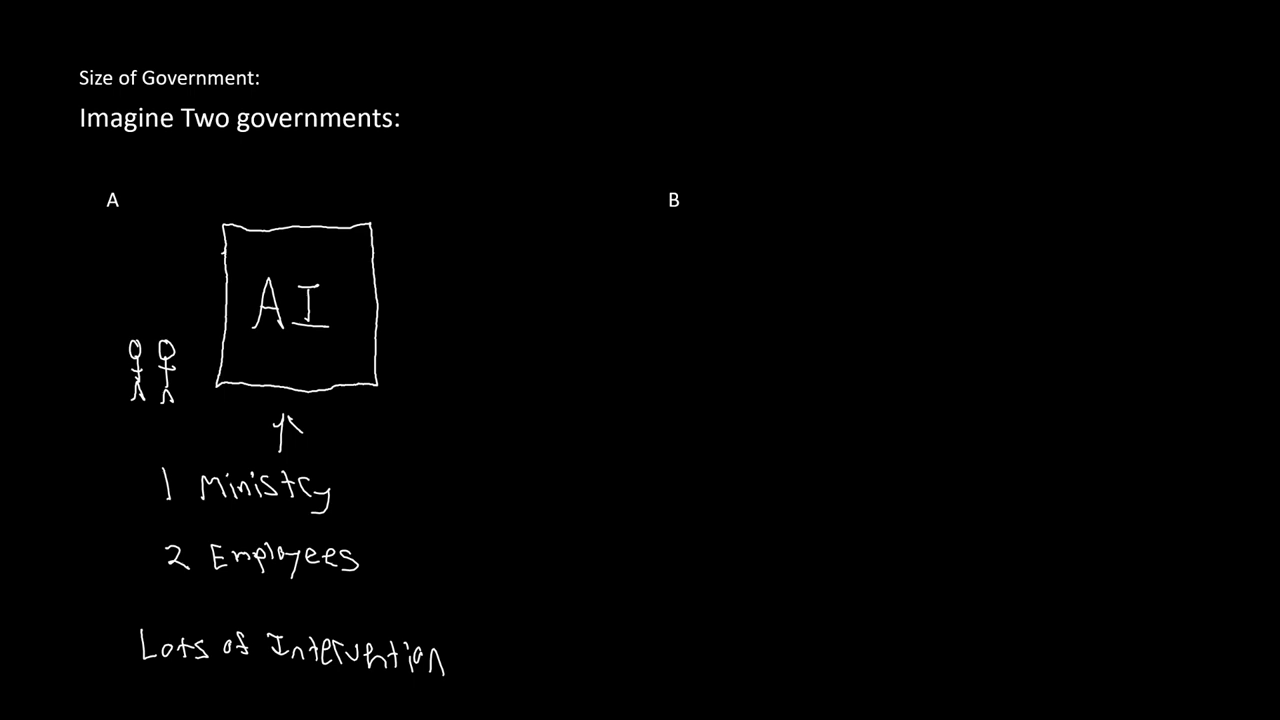 Size of Government:
Imagine Two governments:
A
B
AI
1 Ministry
2 Employees
Lots of Intervention